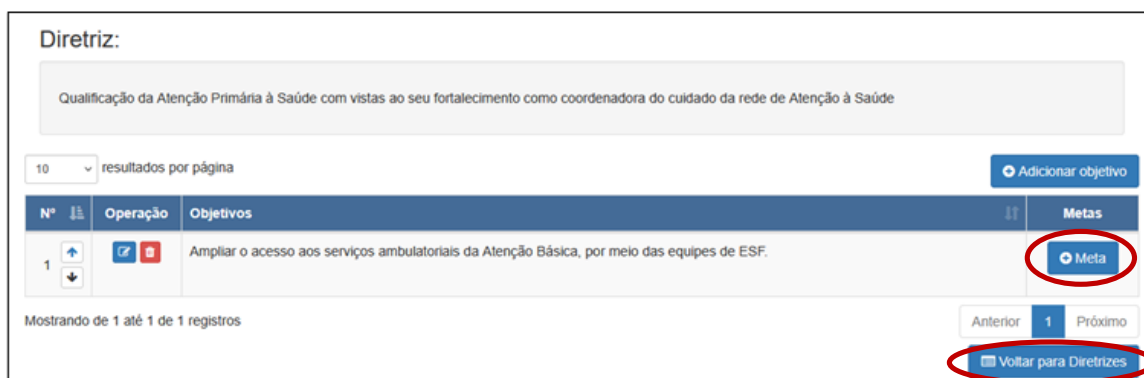 Diretriz:
Qualificação da Atenção Primária à Saúde com vistas ao seu fortalecimento como coordenadora do cuidado da rede de Atenção à Saúde
10 resultados por página
Adicionar objetivo
Nº Operação Objetivos Metas
1 Ampliar o acesso aos serviços ambulatoriais da Atenção Básica, por meio das equipes de ESF. Meta
Mostrando de 1 até 1 de 1 registros
Anterior 1 Próximo
Voltar para Diretrizes